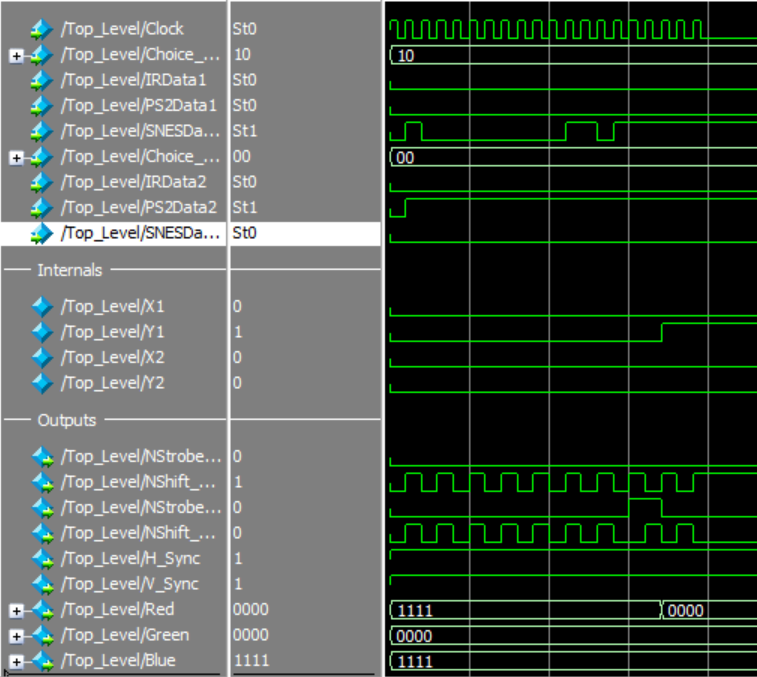 /Top_Level/Clock St0
/Top_Level/Choice_... 10 10
/Top_Level/IRData1 St0
/Top_Level/PS2Data1 St0
/Top_Level/SNESDa... St1
/Top_Level/Choice_... 00 00
/Top_Level/IRData2 St0
/Top_Level/PS2Data2 St1
/Top_Level/SNESDa... St0
Internals
/Top_Level/X1 0
/Top_Level/Y1 1
/Top_Level/X2 0
/Top_Level/Y2 0
Outputs
/Top_Level/NStrobe... 0
/Top_Level/NShift_... 1
/Top_Level/NStrobe... 0
/Top_Level/NShift_... 0
/Top_Level/H_Sync 1
/Top_Level/V_Sync 1
/Top_Level/Red 0000 1111 0000
/Top_Level/Green 0000 0000
/Top_Level/Blue 1111 1111